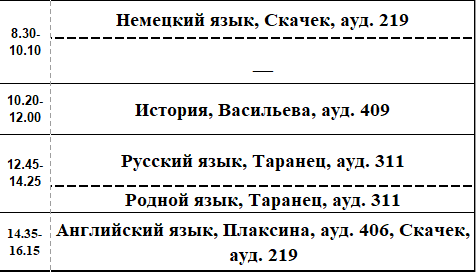 8.30-
10.10
Немецкий язык, Скачек, ауд. 219
—
10.20-
12.00
История, Васильева, ауд. 409
12.45-
14.25
Русский язык, Таранец, ауд. 311
Родной язык, Таранец, ауд. 311
14.35-
16.15
Английский язык, Плаксина, ауд. 406, Скачек,
ауд. 219